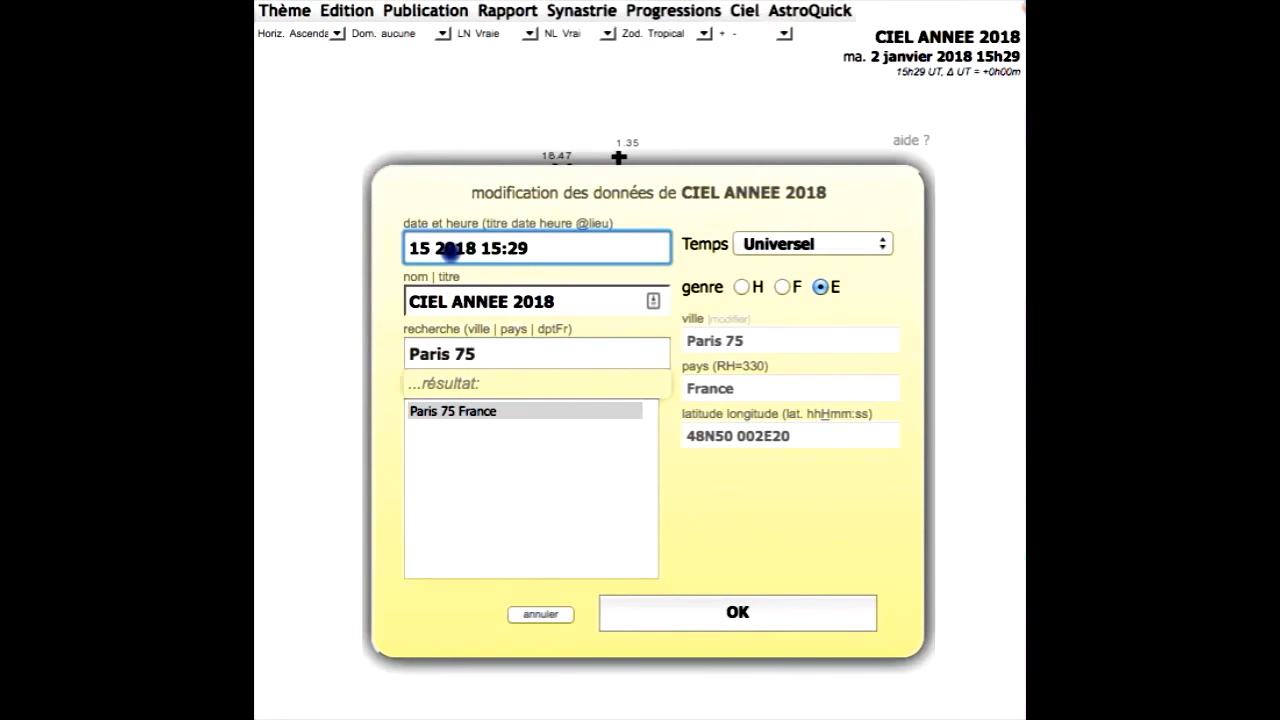 Thème Edition Publication Rapport Synastrie Progressions Ciel AstroQuick
Horiz. Ascenda Dom. aucune LN Vraie NL Vrai Zod. Tropical + -
CIEL ANNEE 2018
ma. 2 janvier 2018 15h29
15h29 UT, Δ UT = +0h00m
aide ?
1.35
18.47
modification des données de CIEL ANNEE 2018
date et heure (titre date heure @lieu)
15 2018 15:29
Temps Universel
nom | titre
CIEL ANNEE 2018
genre H F E
recherche (ville | pays | dptFr)
Paris 75
...résultat:
Paris 75 France
ville [modifier]
Paris 75
pays (RH=330)
France
latitude longitude (lat. hhHmm:ss)
48N50 002E20
annuler
OK